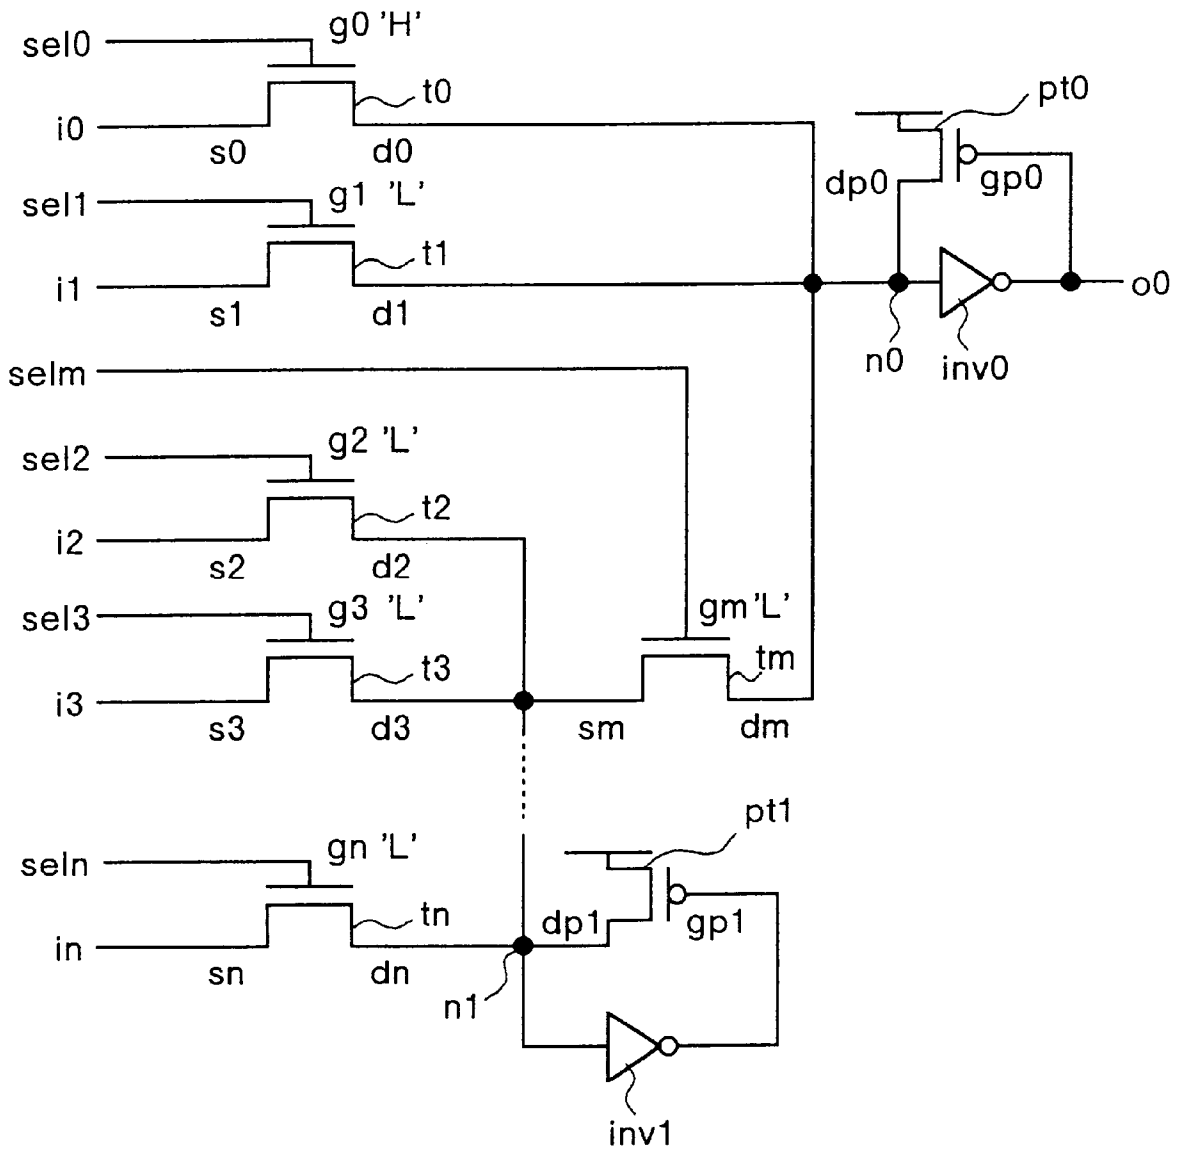 sel0
g0 'H'
t0
i0
s0
d0
pt0
dp0
gp0
sel1
g1 'L'
t1
i1
s1
d1
o0
n0
inv0
selm
sel2
g2 'L'
t2
i2
s2
d2
sel3
g3 'L'
t3
i3
s3
d3
gm 'L'
tm
sm
dm
seln
gn 'L'
tn
in
sn
dn
pt1
dp1
gp1
n1
inv1